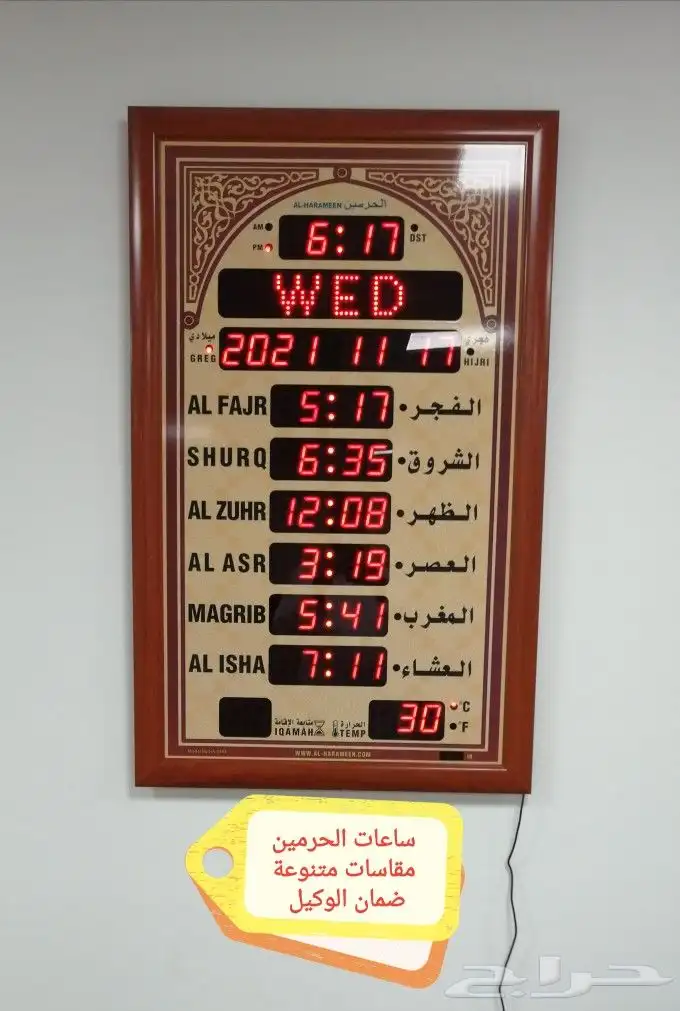 AL-HARAMEEN الحرمين
AM
6:17
DST
PM
WED
ميلادي
هجري
GREG
2021 11 17
HIJRI
AL FAJR 5:17 الفجر
SHURQ 6:35 الشروق
AL ZUHR 12:08 الظهر
AL ASR 3:19 العصر
MAGRIB 5:41 المغرب
AL ISHA 7:11 العشاء
متابعة الإقامة
IQAMAH
الحرارة
TEMP
30
°C
°F
WWW.AL-HARAMEEN.COM
ساعات الحرمين
مقاسات متنوعة
ضمان الوكيل
حراج